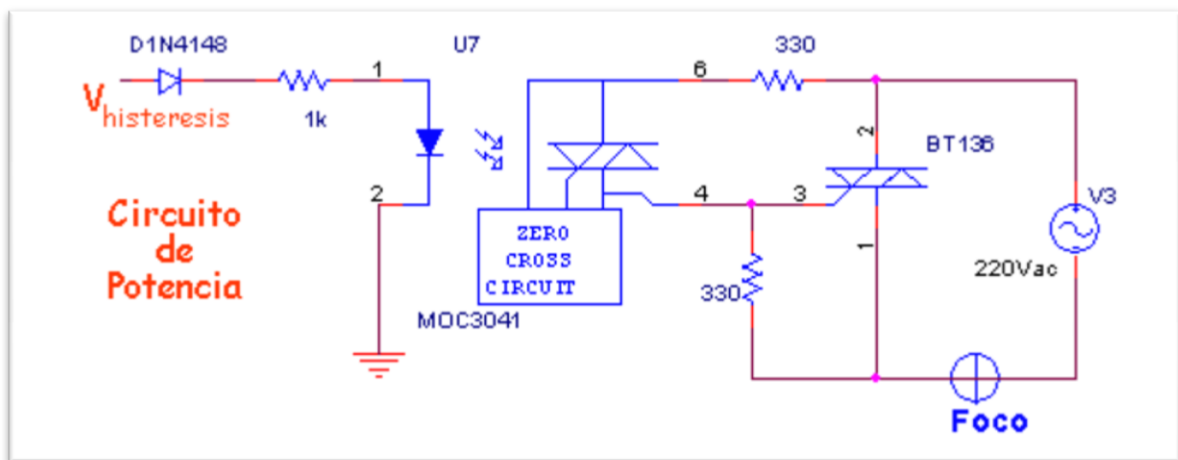 D1N4148
U7
330
1
6
V histeresis
1k
2
BT136
2
4
3
V3
Circuito
de
Potencia
ZERO
CROSS
CIRCUIT
1
220Vac
330
MOC3041
Foco